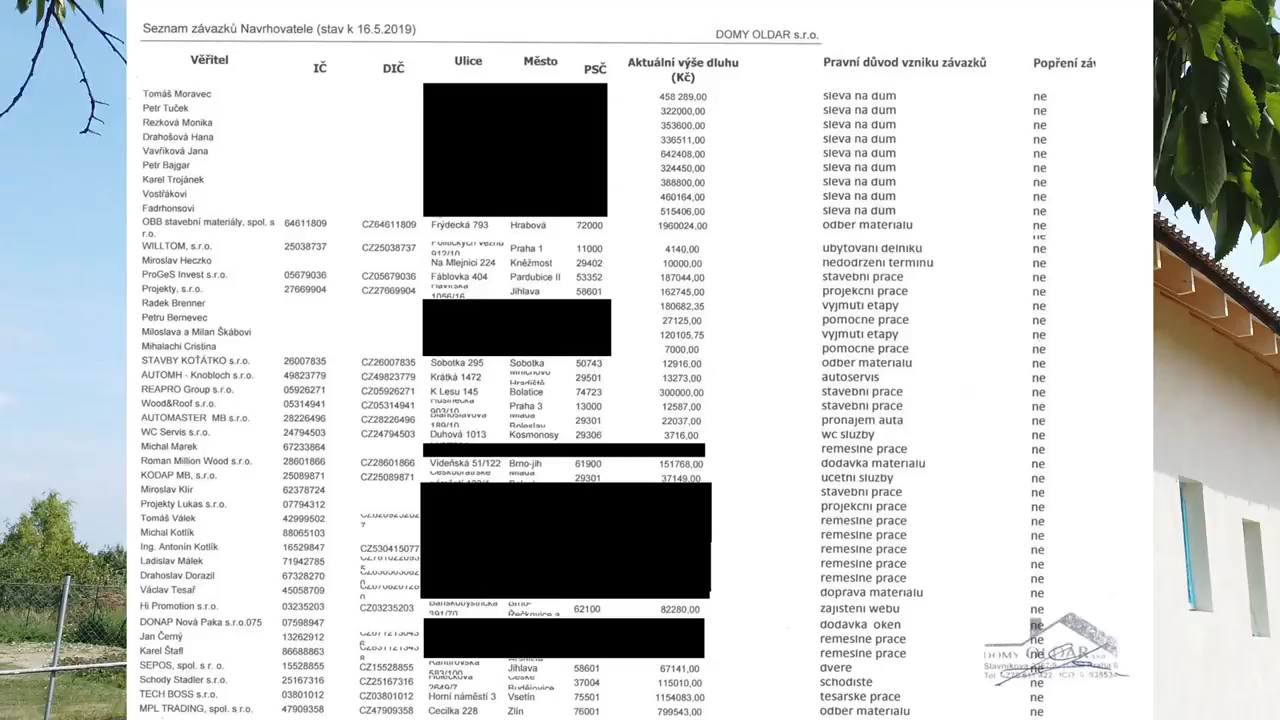 Seznam závazků Navrhovatele (stav k 16.5.2019)
DOMY OLDAR s.r.o.
Věřitel IČ DIČ Ulice Město PSČ Aktuální výše dluhu (Kč) Pravní důvod vzniku závazků Popření
Tomáš Moravec 458 289,00 sleva na dum ne
Petr Tuček 322000,00 sleva na dum ne
Rezková Monika 353600,00 sleva na dum ne
Drahošová Hana 336511,00 sleva na dum ne
Vavřiková Jana 642408,00 sleva na dum ne
Petr Bajgar 324450,00 sleva na dum ne
Karel Trojánek 388800,00 sleva na dum ne
Vostřákovi 460164,00 sleva na dum ne
Fadrhonsovi 515406,00 sleva na dum ne
OBB stavební materiály, spol. s r.o. 64611809 CZ64611809 Frýdecká 793 Hrabová 72000 1960024,00 odber materialu ne
WILLTOM, s.r.o. 25038737 CZ25038737 Praha 1 11000 4140,00 ubytovani delniku ne
Miroslav Heczko Na Mlejnici 224 Kněžmost 29402 10000,00 nedodrzeni terminu ne
ProGeS Invest s.r.o. 05679036 CZ05679036 Fáblovka 404 Pardubice II 53352 187044,00 stavebni prace ne
Projekty, s.r.o. 27669904 CZ27669904 Jihlava 58601 162745,00 projekcni prace ne
Radek Brenner 180682,35 vyjmuti etapy ne
Petru Bernevec 27125,00 pomocne prace ne
Miloslava a Milan Škábovi 120105,75 vyjmuti etapy ne
Mihalachi Cristina 7000,00 pomocne prace ne
STAVBY KOŤÁTKO s.r.o. 26007835 CZ26007835 Sobotka 295 Sobotka 50743 12916,00 odber materialu ne
AUTOMH - Knobloch s.r.o. 49823779 CZ49823779 Krátká 1472 29501 13273,00 autoservis ne
REAPRO Group s.r.o. 05926271 CZ05926271 K Lesu 145 Bolatice 74723 300000,00 stavebni prace ne
Wood&Roof s.r.o. 05314941 CZ05314941 Praha 3 13000 12587,00 stavebni prace ne
AUTOMASTER MB s.r.o. 28226496 CZ28226496 29301 22037,00 pronajem auta ne
WC Servis s.r.o. 24794503 CZ24794503 Duhová 1013 Kosmonosy 29306 3716,00 wc sluzby ne
Michal Marek 67233864 remeslne prace ne
Roman Million Wood s.r.o. 28601866 CZ28601866 Vídeňská 51/122 Brno-jih 61900 151768,00 dodavka materialu ne
KODAP MB, s.r.o. 25089871 CZ25089871 29301 37149,00 ucetni sluzby ne
Miroslav Klir 62378724 stavebni prace ne
Projekty Lukas s.r.o. 07794312 projekcni prace ne
Tomáš Válek 42999502 remeslne prace ne
Michal Kotlík 88065103 remeslne prace ne
Ing. Antonín Kotlík 16529847 CZ530415077 remeslne prace ne
Ladislav Málek 71942785 remeslne prace ne
Drahoslav Dorazil 67328270 remeslne prace ne
Václav Tesař 45058709 doprava materialu ne
Hi Promotion s.r.o. 03235203 CZ03235203 62100 82280,00 zajisteni webu ne
DONAP Nová Paka s.r.o.075 07598947 dodavka oken ne
Jan Černý 13262912 remeslne prace ne
Karel Štafl 86688863 remeslne prace ne
SEPOS, spol. s r. o. 15528855 CZ15528855 Jihlava 58601 67141,00 dvere ne
Schody Stadler s.r.o. 25167316 CZ25167316 37004 115010,00 schodiste ne
TECH BOSS s.r.o. 03801012 CZ03801012 Horní náměstí 3 Vsetín 75501 1154083,00 tesarske prace ne
MPL TRADING, spol. s r.o. 47909358 CZ47909358 Cecilka 228 Zlín 76001 799543,00 odber materialu ne